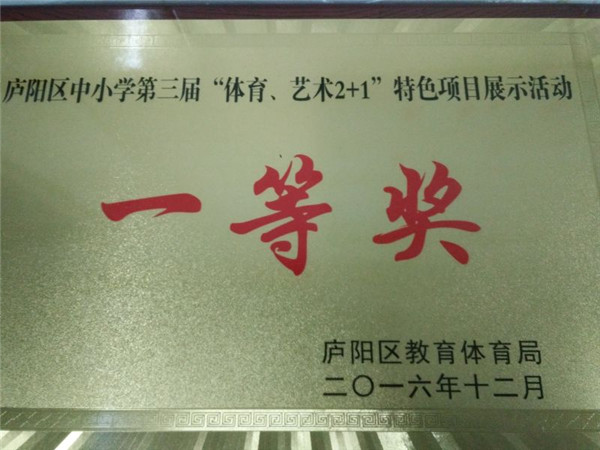 庐阳区中小学第三届“体育、艺术2+1”特色项目展示活动
一等奖
庐阳区教育体育局
二〇一六年十二月